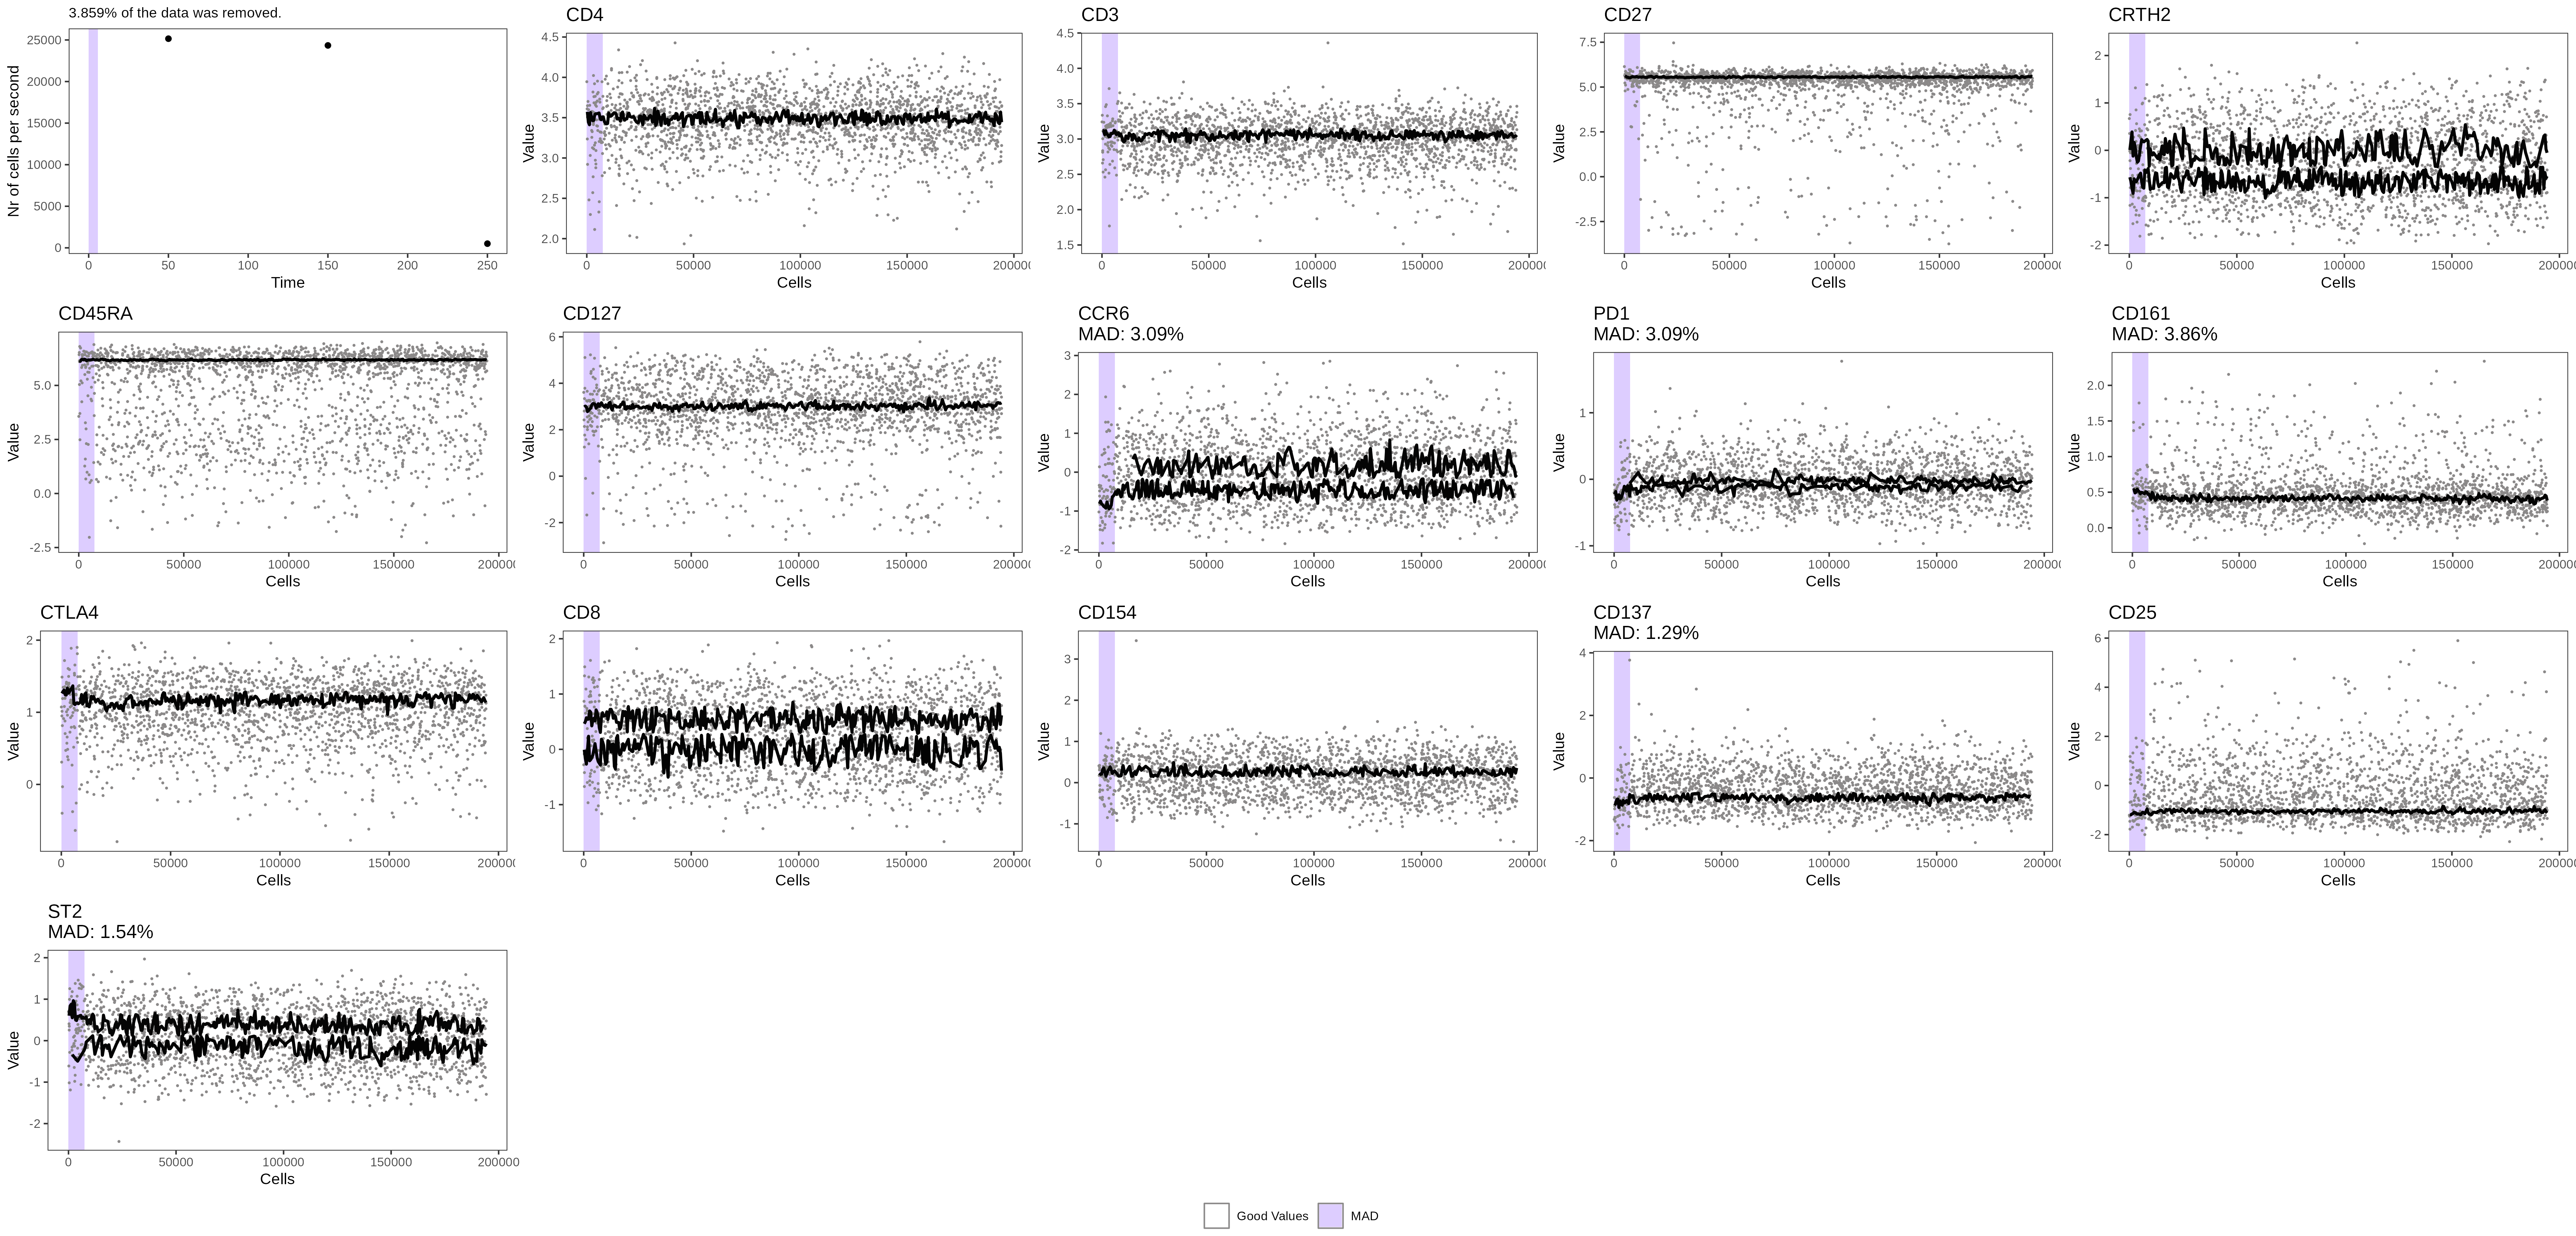 3.859% of the data was removed.
Nr of cells per second
25000
20000
15000
10000
5000
0
0 50 100 150 200 250
Time
CD4
Value
4.5
4.0
3.5
3.0
2.5
2.0
0 50000 100000 150000
Cells
CD3
Value
4.5
4.0
3.5
3.0
2.5
2.0
1.5
0 50000 100000 150000
Cells
CD27
Value
7.5
5.0
2.5
0.0
-2.5
0 50000 100000 150000
Cells
CRTH2
Value
2
1
0
-1
-2
0 50000 100000 150000
Cells
CD45RA
Value
5.0
2.5
0.0
-2.5
0 50000 100000 150000
Cells
CD127
Value
6
4
2
0
-2
0 50000 100000 150000
Cells
CCR6
MAD: 3.09%
Value
3
2
1
0
-1
-2
0 50000 100000 150000
Cells
PD1
MAD: 3.09%
Value
1
0
-1
0 50000 100000 150000
Cells
CD161
MAD: 3.86%
Value
2.0
1.5
1.0
0.5
0.0
0 50000 100000 150000
Cells
CTLA4
Value
2
1
0
0 50000 100000 150000
Cells
CD8
Value
2
1
0
-1
0 50000 100000 150000
Cells
CD154
Value
3
2
1
0
-1
0 50000 100000 150000
Cells
CD137
MAD: 1.29%
Value
4
2
0
-2
0 50000 100000 150000
Cells
CD25
Value
6
4
2
0
-2
0 50000 100000 150000
Cells
ST2
MAD: 1.54%
Value
2
1
0
-1
-2
0 50000 100000 150000 200000
Cells
Good Values MAD